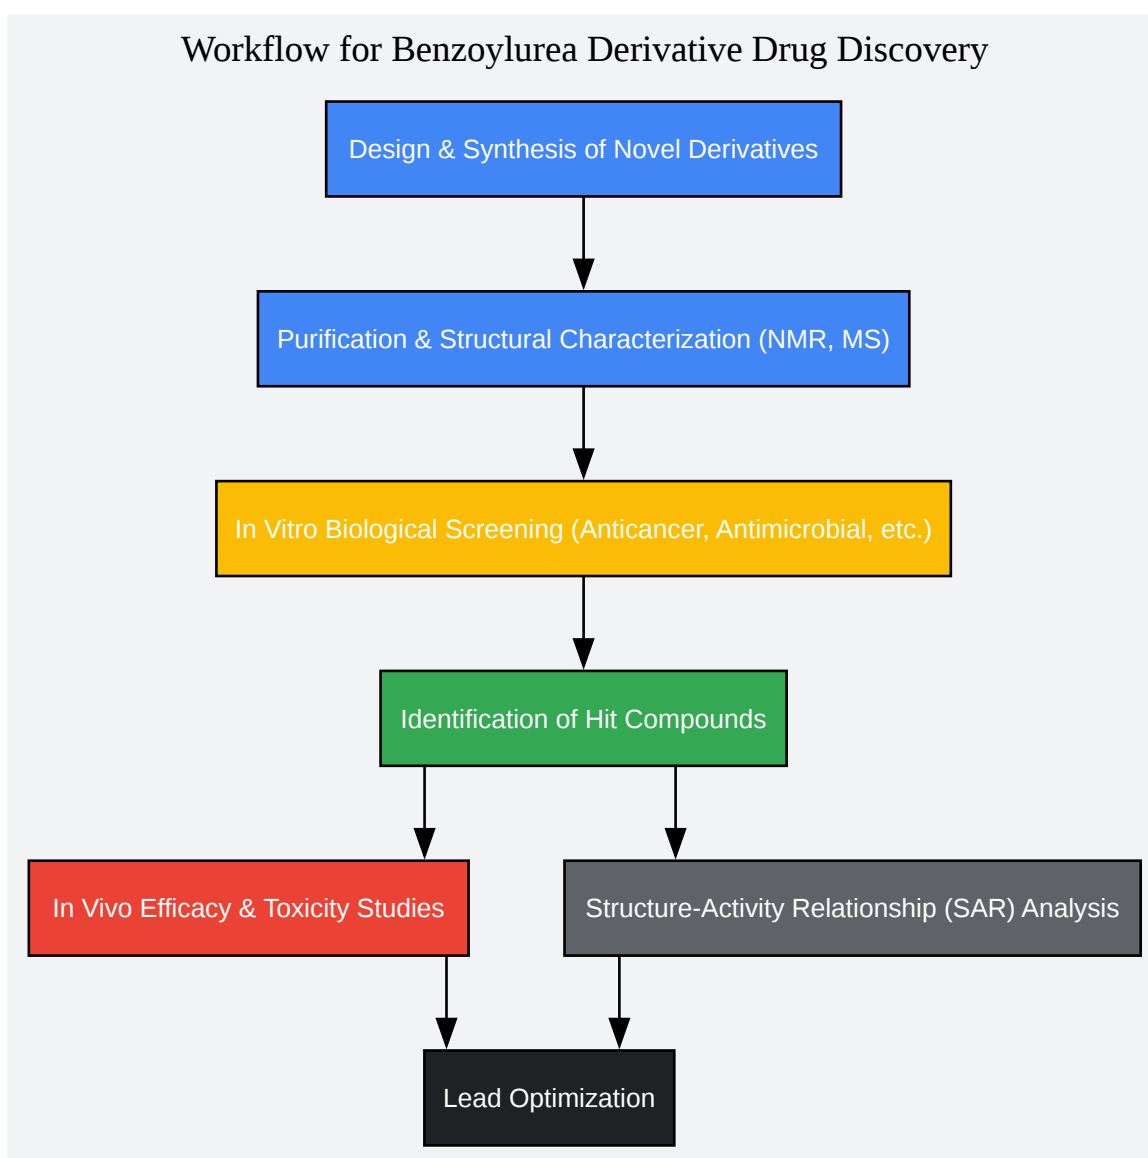 Workflow for Benzoylurea Derivative Drug Discovery
Design & Synthesis of Novel Derivatives
Purification & Structural Characterization (NMR, MS)
In Vitro Biological Screening (Anticancer, Antimicrobial, etc.)
Identification of Hit Compounds
In Vivo Efficacy & Toxicity Studies
Structure-Activity Relationship (SAR) Analysis
Lead Optimization